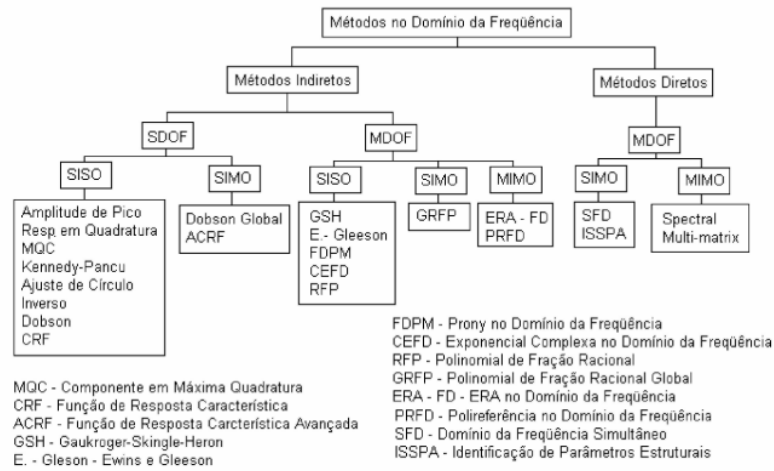 Métodos no Domínio da Freqüência
Métodos Indiretos
Métodos Diretos
SDOF
MDOF
MDOF
SISO
SIMO
SISO
SIMO
MIMO
SIMO
MIMO
Amplitude de Pico
Resp. em Quadratura
MQC
Kennedy-Pancu
Ajuste de Círculo
Inverso
Dobson
CRF
Dobson Global
ACRF
GSH
E.- Gleeson
FDPM
CEFD
RFP
GRFP
ERA - FD
PRFD
SFD
ISSPA
Spectral
Multi-matrix
MQC - Componente em Máxima Quadratura
CRF - Função de Resposta Característica
ACRF - Função de Resposta Carcterística Avançada
GSH - Gaukroger-Skingle-Heron
E. - Gleson - Ewins e Gleeson
FDPM - Prony no Domínio da Freqüência
CEFD - Exponencial Complexa no Domínio da Freqüência
RFP - Polinomial de Fração Racional
GRFP - Polinomial de Fração Racional Global
ERA - FD - ERA no Domínio da Freqüência
PRFD - Polireferência no Domínio da Freqüência
SFD - Domínio da Freqüência Simultâneo
ISSPA - Identificação de Parâmetros Estruturais